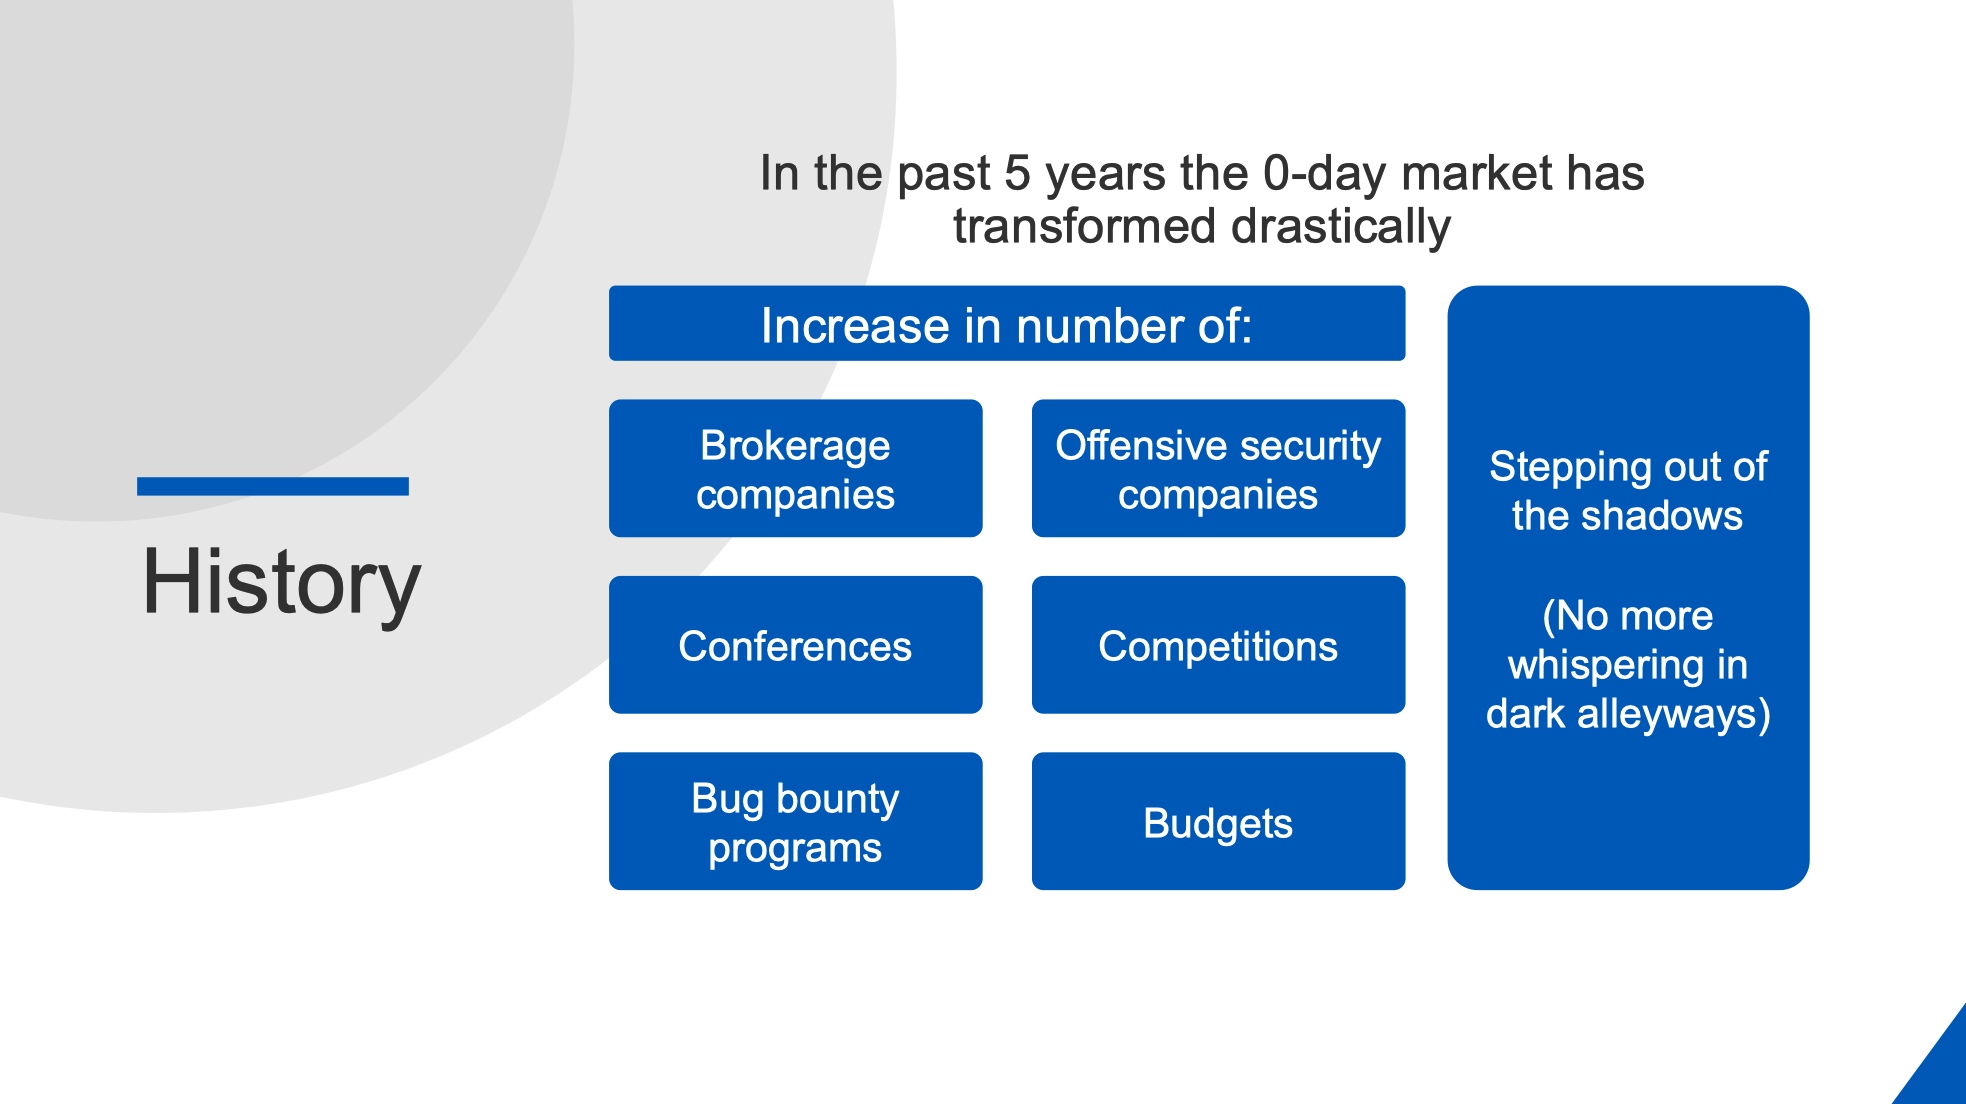 History
In the past 5 years the 0-day market has
transformed drastically
Increase in number of:
Brokerage
companies
Offensive security
companies
Conferences
Competitions
Bug bounty
programs
Budgets
Stepping out of
the shadows
(No more
whispering in
dark alleyways)